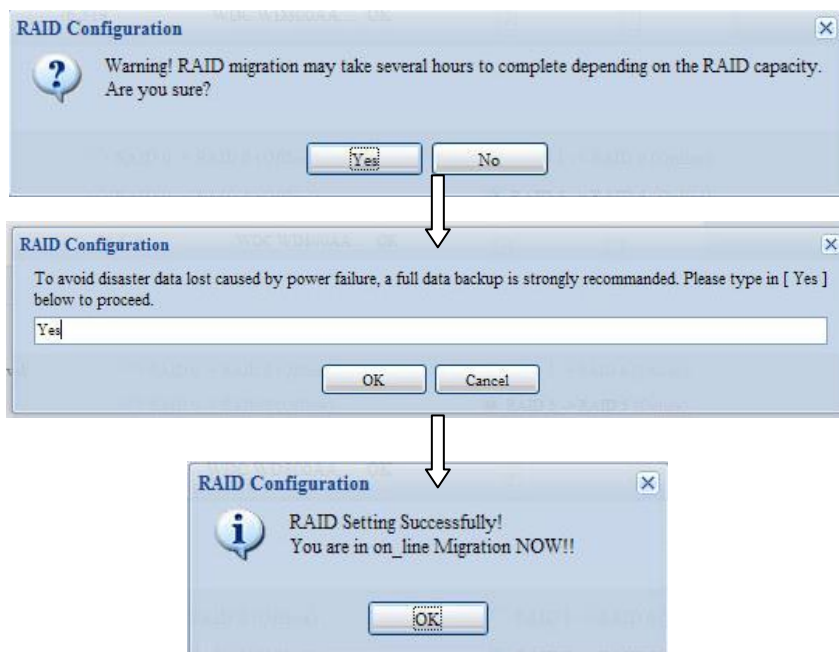 RAID Configuration
Warning! RAID migration may take several hours to complete depending on the RAID capacity.
Are you sure?
Yes
No
RAID Configuration
To avoid disaster data lost caused by power failure, a full data backup is strongly recommanded. Please type in [ Yes ]
below to proceed.
Yes
OK
Cancel
RAID Configuration
RAID Setting Successfully!
You are in on_line Migration NOW!!
OK